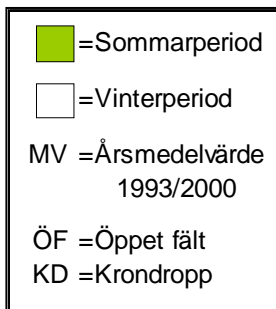 =Sommarperiod
=Vinterperiod
MV =Årsmedelvärde
1993/2000
ÖF =Öppet fält
KD =Krondropp